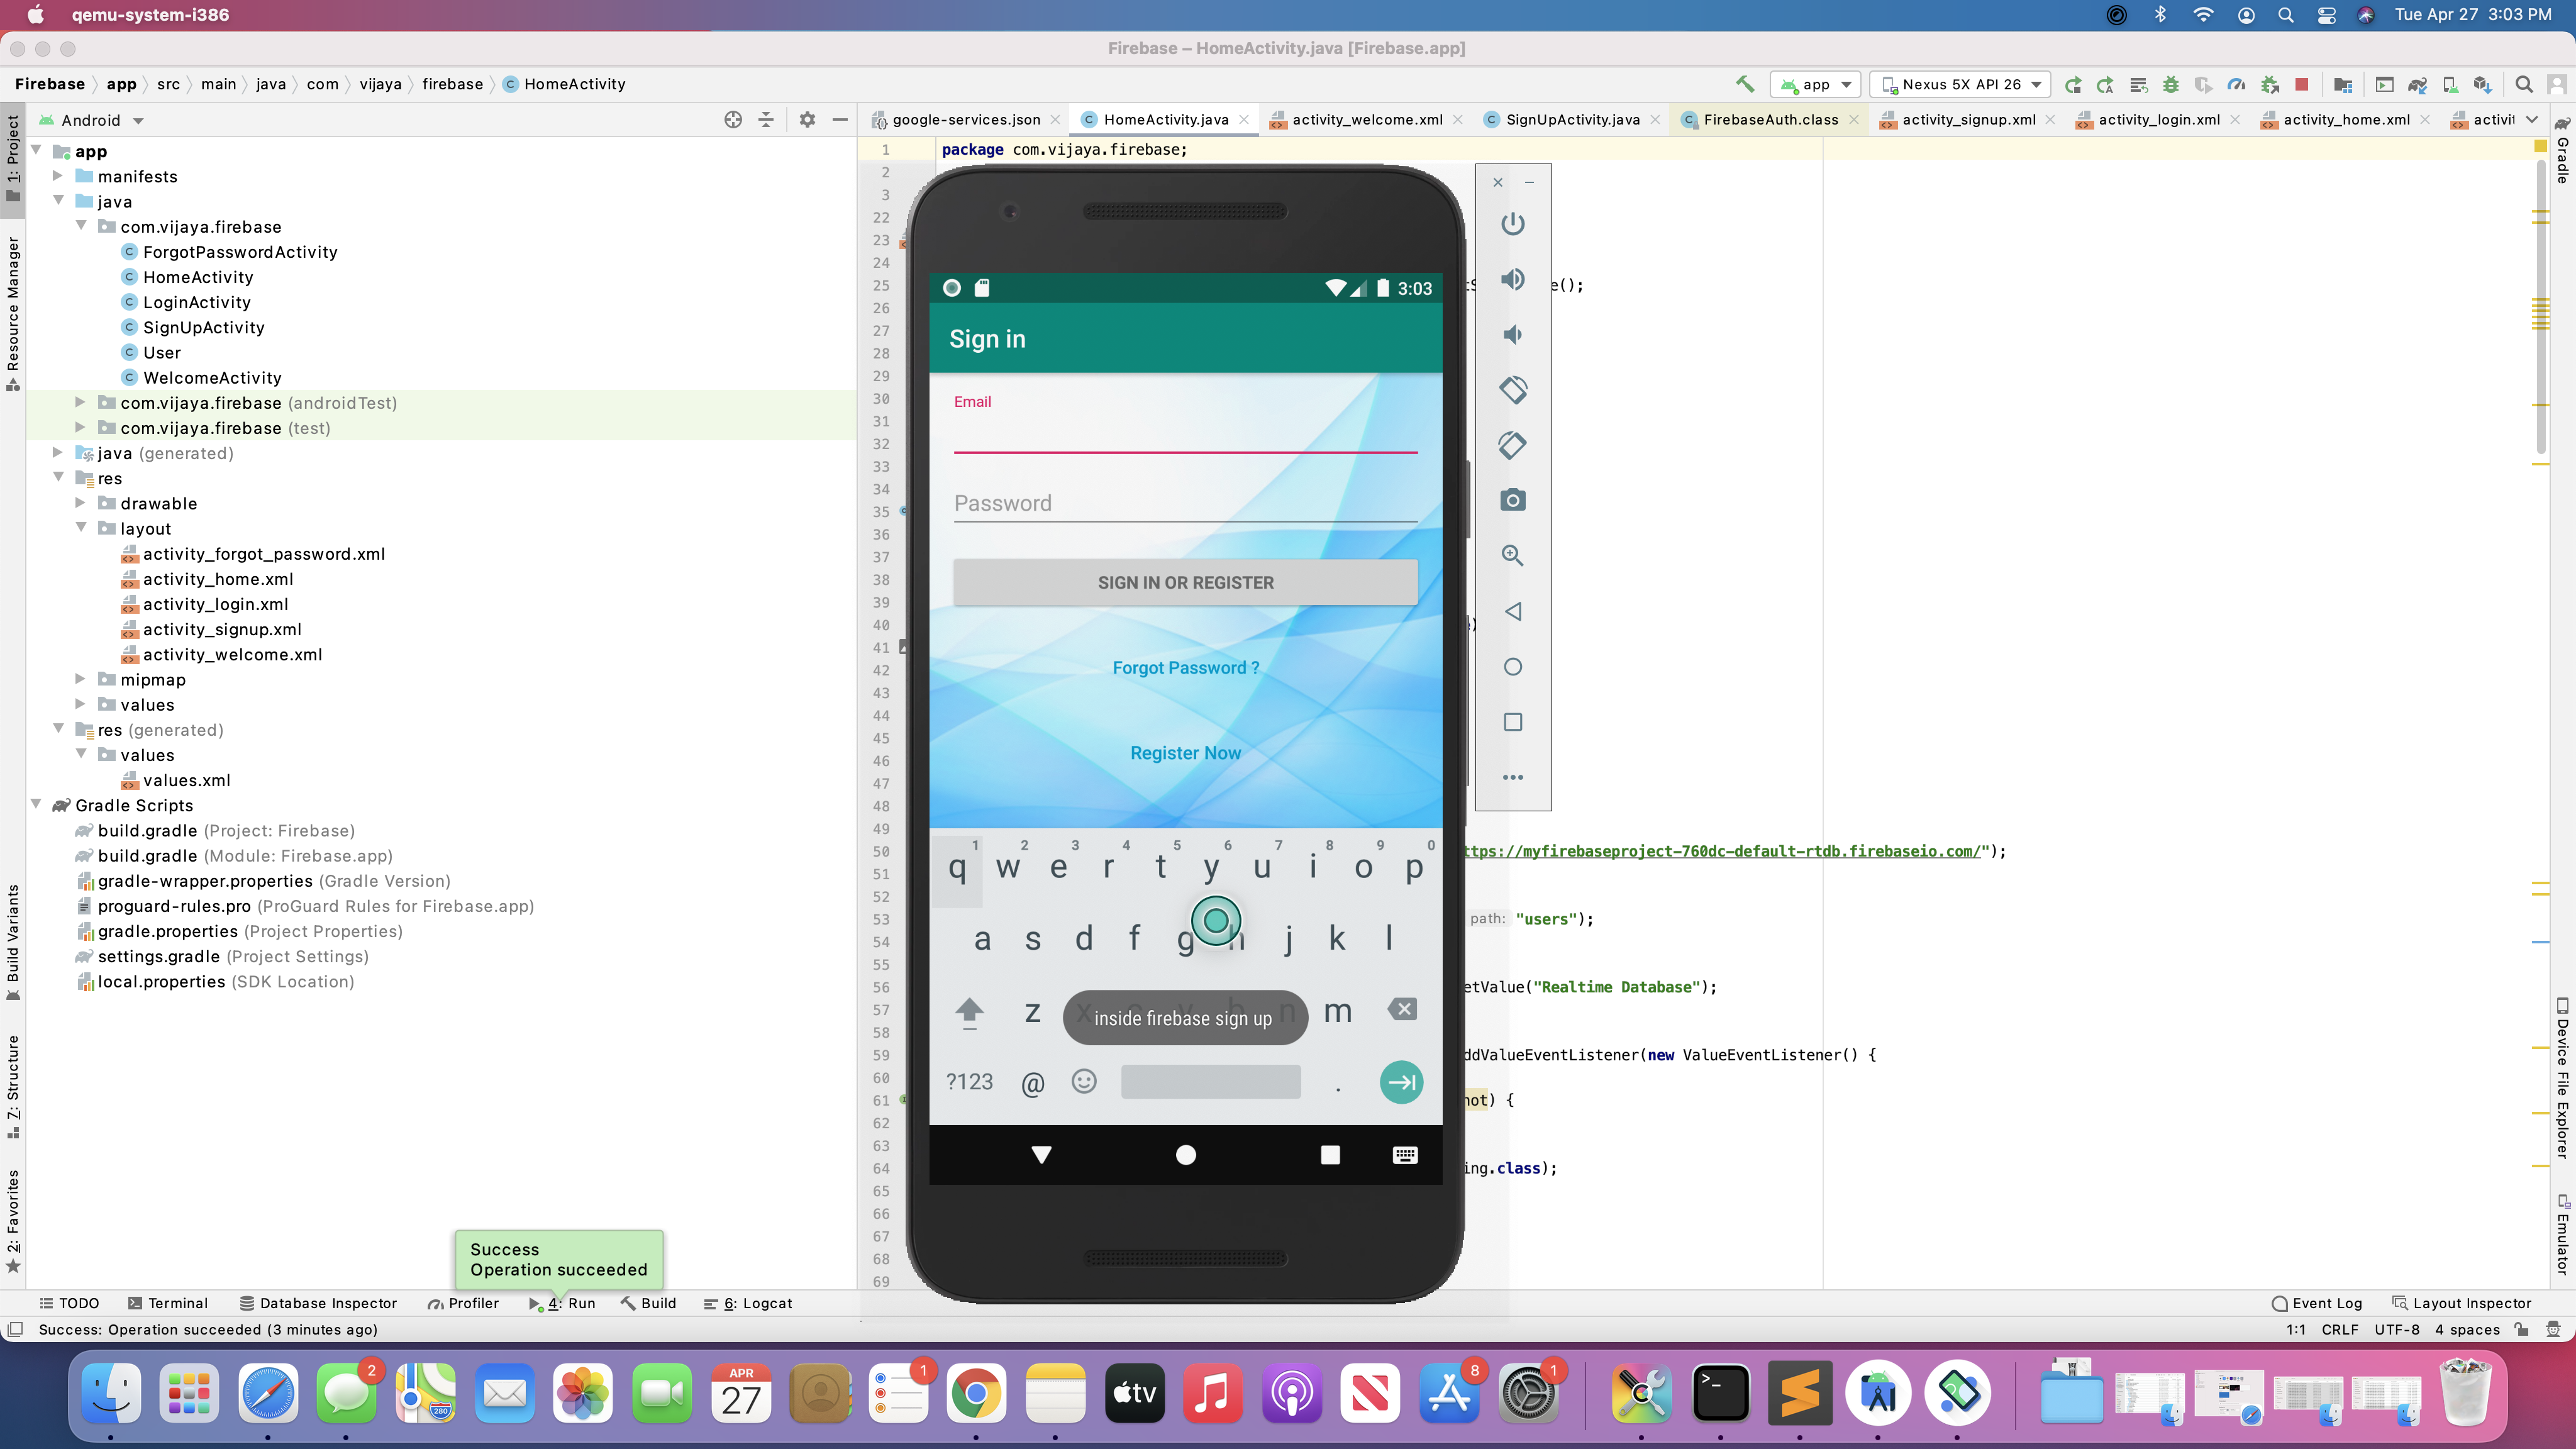 qemu-system-i386
Tue Apr 27 3:03 PM
Firebase – HomeActivity.java [Firebase.app]
Firebase app src main java com vijaya firebase HomeActivity
app
Nexus 5X API 26
1: Project
Resource Manager
Build Variants
7: Structure
2: Favorites
Android
app
manifests
java
com.vijaya.firebase
ForgotPasswordActivity
HomeActivity
LoginActivity
SignUpActivity
User
WelcomeActivity
com.vijaya.firebase (androidTest)
com.vijaya.firebase (test)
java (generated)
res
drawable
layout
activity_forgot_password.xml
activity_home.xml
activity_login.xml
activity_signup.xml
activity_welcome.xml
mipmap
values
res (generated)
values
values.xml
Gradle Scripts
build.gradle (Project: Firebase)
build.gradle (Module: Firebase.app)
gradle-wrapper.properties (Gradle Version)
proguard-rules.pro (ProGuard Rules for Firebase.app)
gradle.properties (Project Properties)
settings.gradle (Project Settings)
local.properties (SDK Location)
google-services.json HomeActivity.java activity_welcome.xml SignUpActivity.java FirebaseAuth.class activity_signup.xml activity_login.xml activity_home.xml activit
1 package com.vijaya.firebase;
2
3
22
23
24
25 e();
26
27
28
29
30
31
32
33
34
35
36
37
38
39
40 )
41
42
43
44
45
46
47
48
49
50 ttps://myfirebaseproject-760dc-default-rtdb.firebaseio.com/");
51
52
53 path: "users");
54
55
56 etValue("Realtime Database");
57
58
59 ddValueEventListener(new ValueEventListener() {
60
61 hot) {
62
63
64 ing.class);
65
66
67
68
69
3:03
Sign in
Email
Password
SIGN IN OR REGISTER
Forgot Password ?
Register Now
1 2 3 4 5 6 7 8 9 0
q w e r t y u i o p
a s d f g h j k l
z m
inside firebase sign up
?123 @ .
Gradle
Device File Explorer
Emulator
Success
Operation succeeded
TODO Terminal Database Inspector Profiler 4: Run Build 6: Logcat Event Log Layout Inspector
Success: Operation succeeded (3 minutes ago)
1:1 CRLF UTF-8 4 spaces
2
280
APR
27
1
tv
8
1